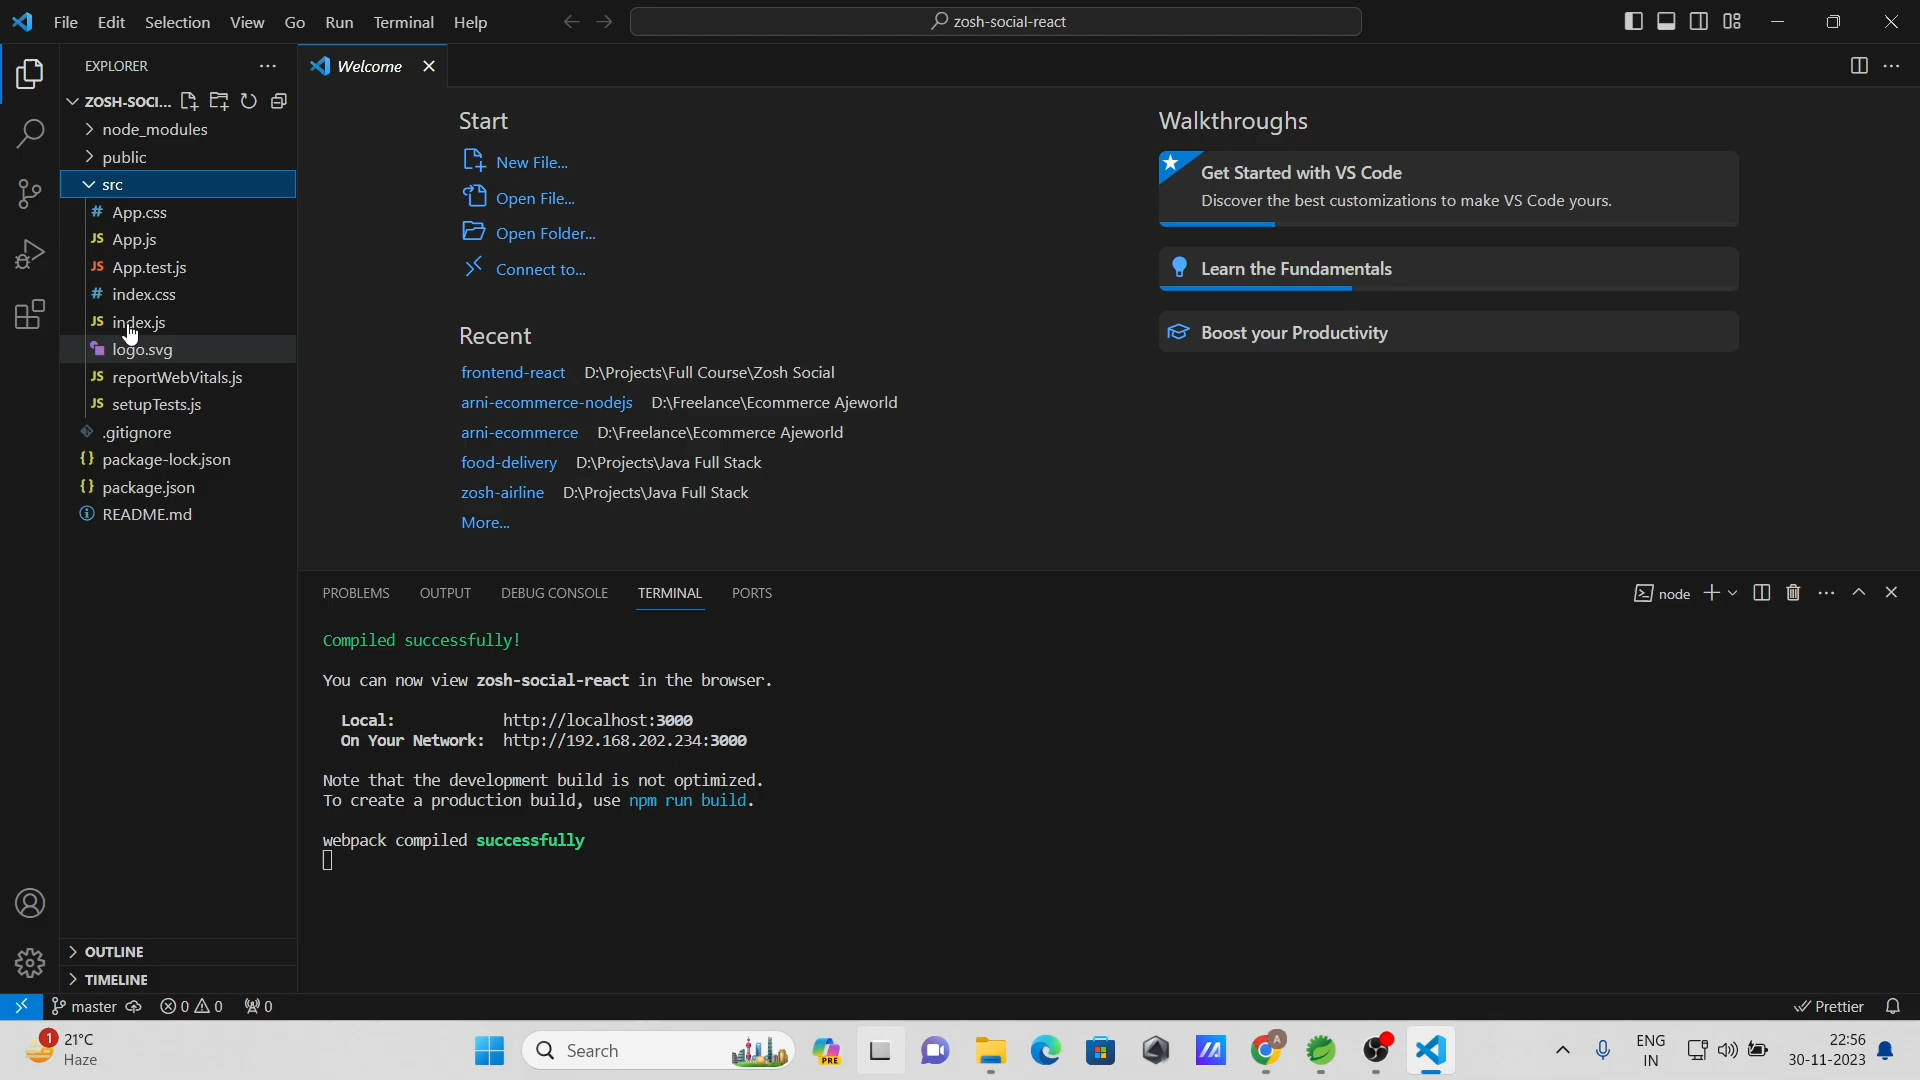 File Edit Selection View Go Run Terminal Help
zosh-social-react
EXPLORER
Welcome
ZOSH-SOCI...
node_modules
public
src
# App.css
JS App.js
JS App.test.js
# index.css
JS index.js
logo.svg
JS reportWebVitals.js
JS setupTests.js
.gitignore
{} package-lock.json
{} package.json
README.md
OUTLINE
TIMELINE
Start
New File...
Open File...
Open Folder...
Connect to...
Recent
frontend-react D:\Projects\Full Course\Zosh Social
arni-ecommerce-nodejs D:\Freelance\Ecommerce Ajeworld
arni-ecommerce D:\Freelance\Ecommerce Ajeworld
food-delivery D:\Projects\Java Full Stack
zosh-airline D:\Projects\Java Full Stack
More...
Walkthroughs
Get Started with VS Code
Discover the best customizations to make VS Code yours.
Learn the Fundamentals
Boost your Productivity
PROBLEMS OUTPUT DEBUG CONSOLE TERMINAL PORTS
node
Compiled successfully!
You can now view zosh-social-react in the browser.
Local: http://localhost:3000
On Your Network: http://192.168.202.234:3000
Note that the development build is not optimized.
To create a production build, use npm run build.
webpack compiled successfully
master 0 0 0
Prettier
1
21°C
Haze
Search
PRE
A
ENG
IN
22:56
30-11-2023